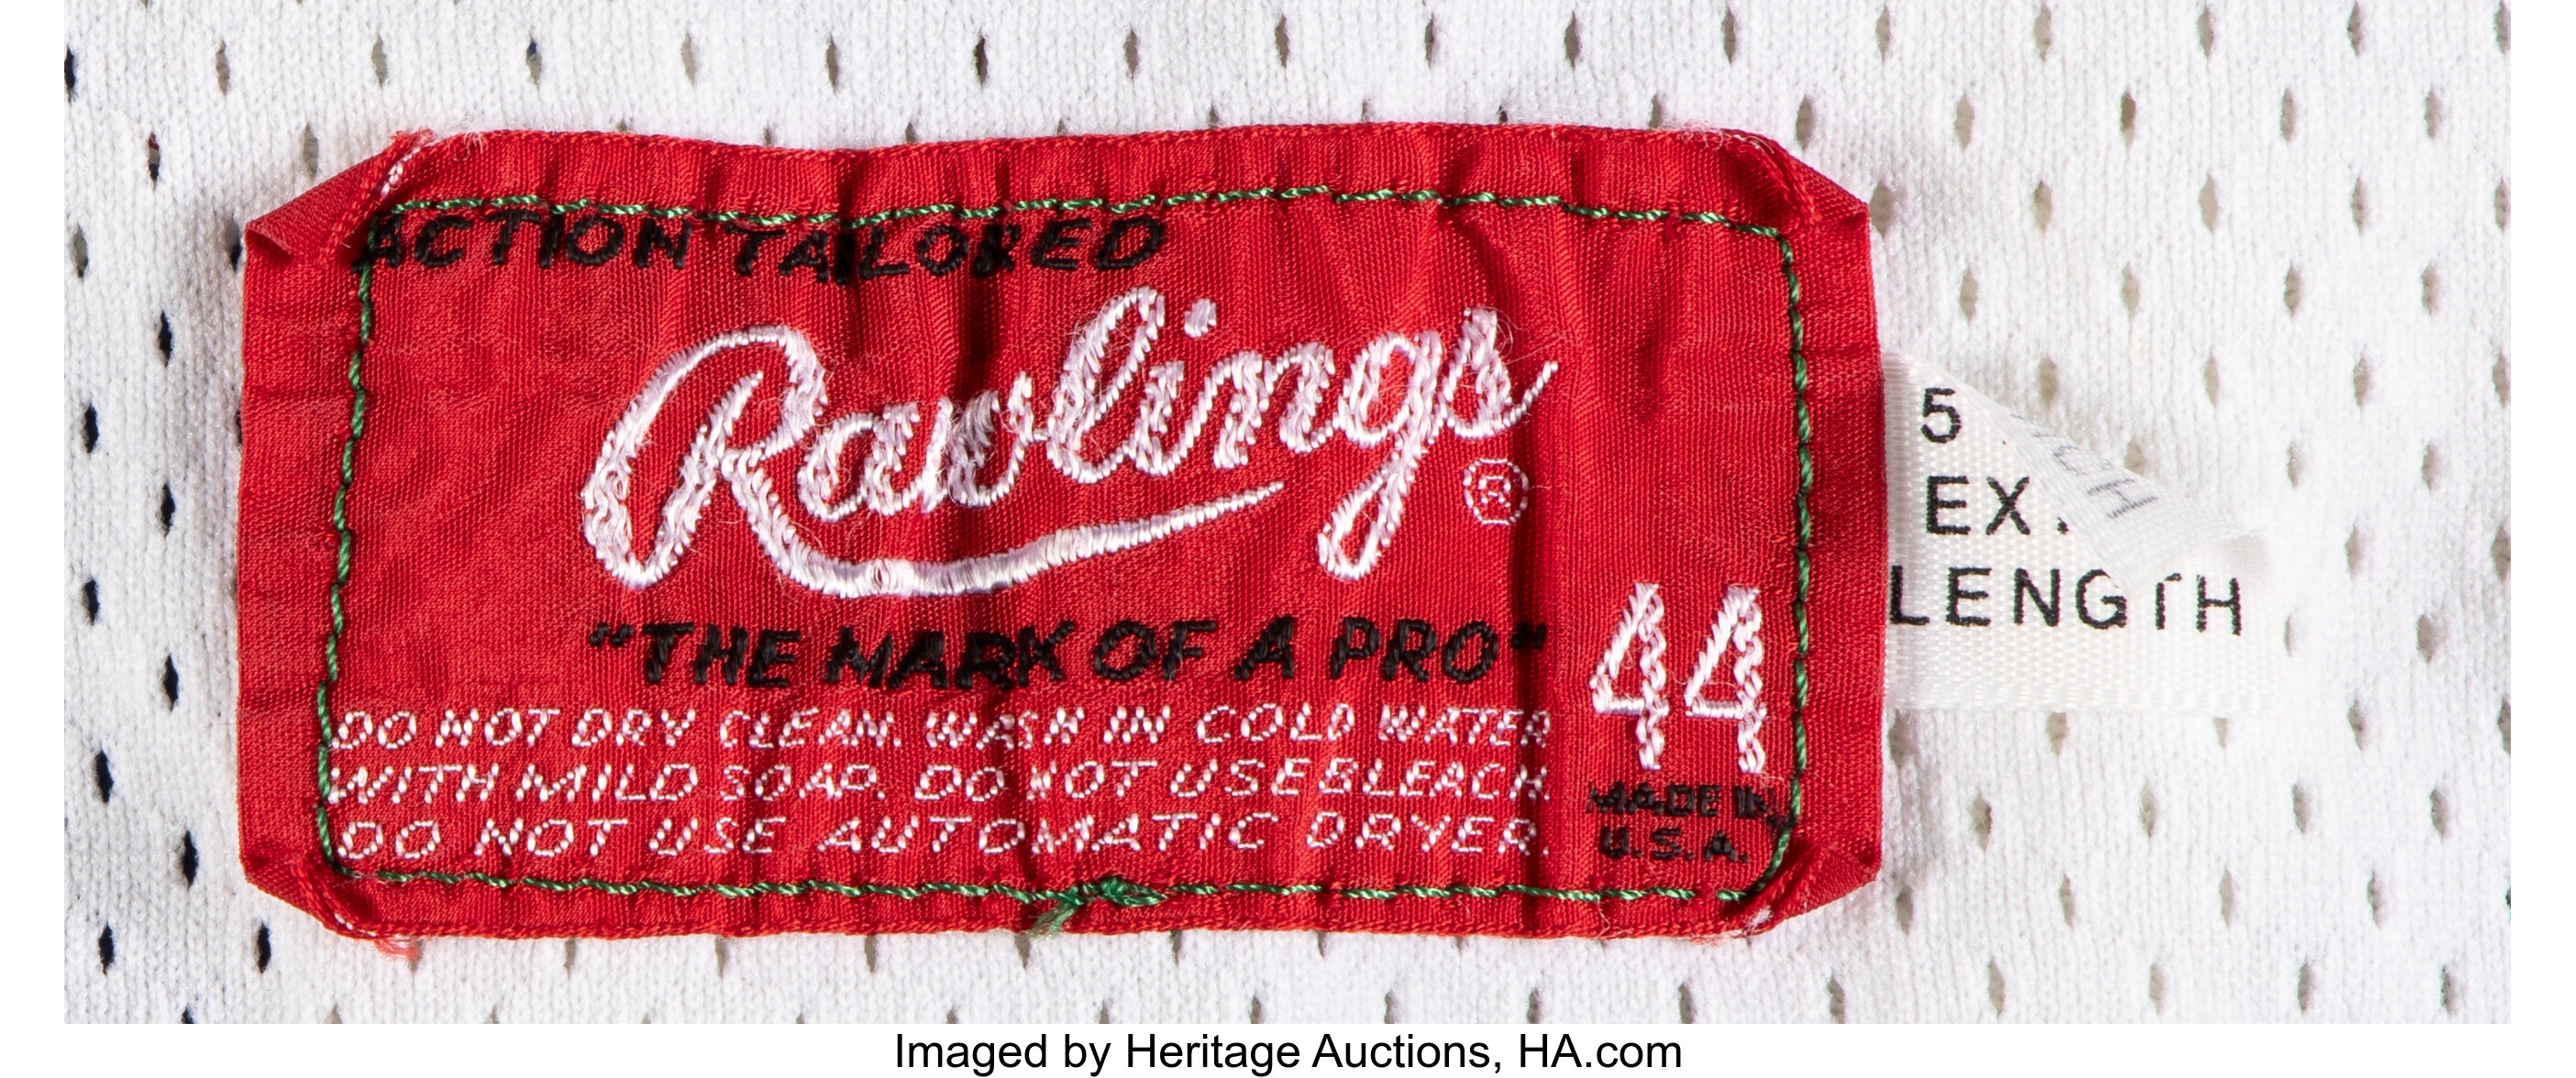 ACTION TAILORED
Rawlings
®
"THE MARK OF A PRO"
44
DO NOT DRY CLEAN. WASH IN COLD WATER
WITH MILD SOAP. DO NOT USE BLEACH.
DO NOT USE AUTOMATIC DRYER.
MADE IN
U.S.A.
5
EX.
LENGTH
Imaged by Heritage Auctions, HA.com